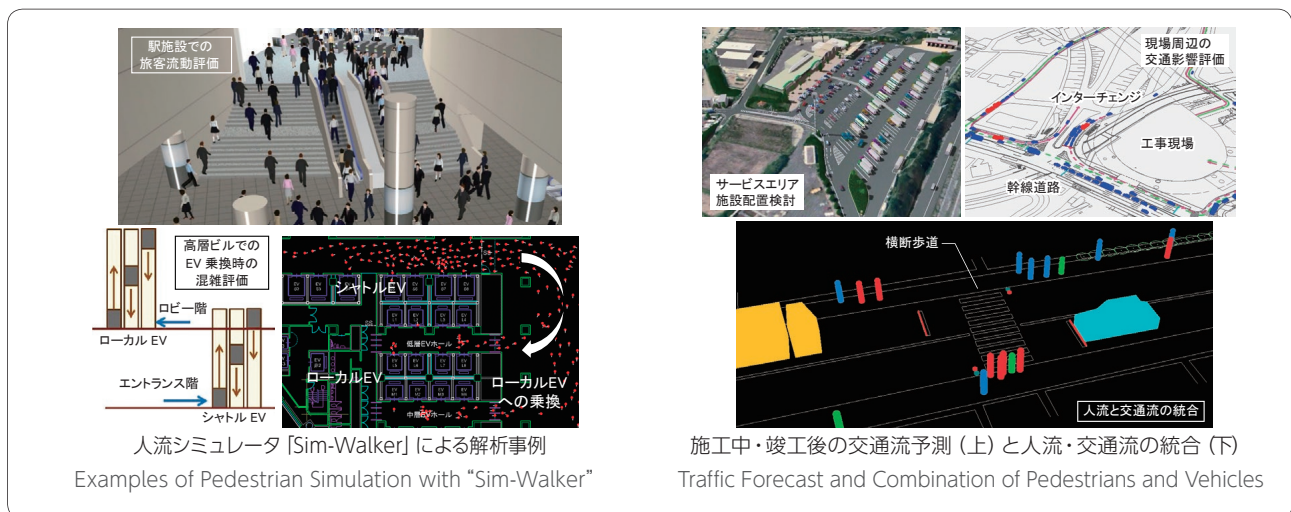 駅施設での
旅客流動評価
高層ビルでの
EV 乗換時の
混雑評価
ロビー階
ローカル EV
エントランス階
シャトル EV
シャトルEV
低層EVホール
ローカルEV
ローカルEV
への乗換
中層EVホール
人流シミュレータ「Sim-Walker」による解析事例
Examples of Pedestrian Simulation with “Sim-Walker”
サービスエリア
施設配置検討
現場周辺の
交通影響評価
インターチェンジ
工事現場
幹線道路
横断歩道
人流と交通流の統合
施工中・竣工後の交通流予測（上）と人流・交通流の統合（下）
Traffic Forecast and Combination of Pedestrians and Vehicles